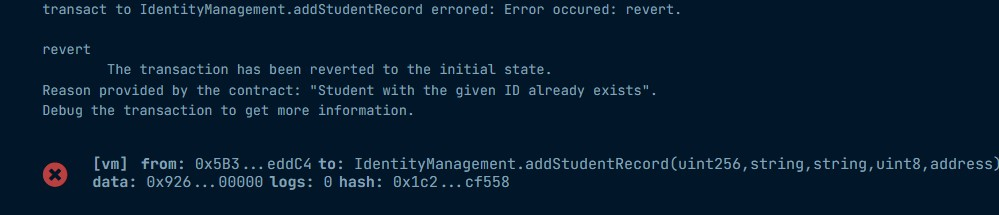 transact to IdentityManagement.addStudentRecord errored: Error occured: revert.
revert
The transaction has been reverted to the initial state.
Reason provided by the contract: "Student with the given ID already exists".
Debug the transaction to get more information.
[vm] from: 0x5B3...eddC4 to: IdentityManagement.addStudentRecord(uint256,string,string,uint8,address)
data: 0x926...00000 logs: 0 hash: 0x1c2...cf558